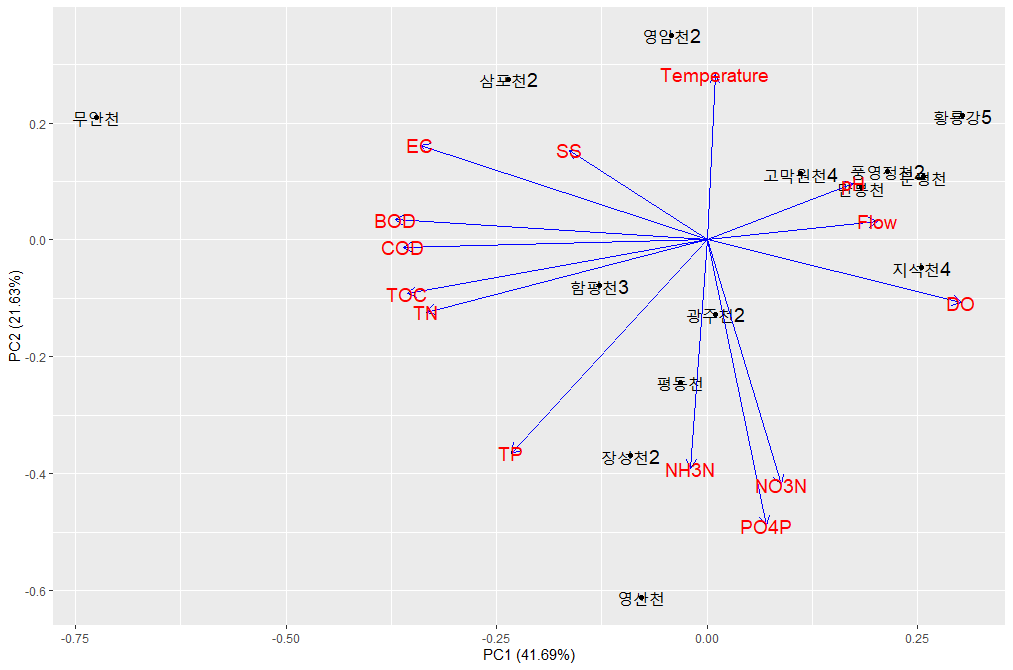 영암천2
Temperature
삼포천2
무안천
황룡강5
EC
SS
고막원천4
풍영정천2
문평천
pH
Flow
BOD
COD
지석천4
TOC
TN
함평천3
DO
광주천2
평동천
TP
장성천2
NH3N
NO3N
PO4P
영산천
0.2
0.0
-0.2
-0.4
-0.6
PC2 (21.63%)
-0.75
-0.50
-0.25
0.00
0.25
PC1 (41.69%)